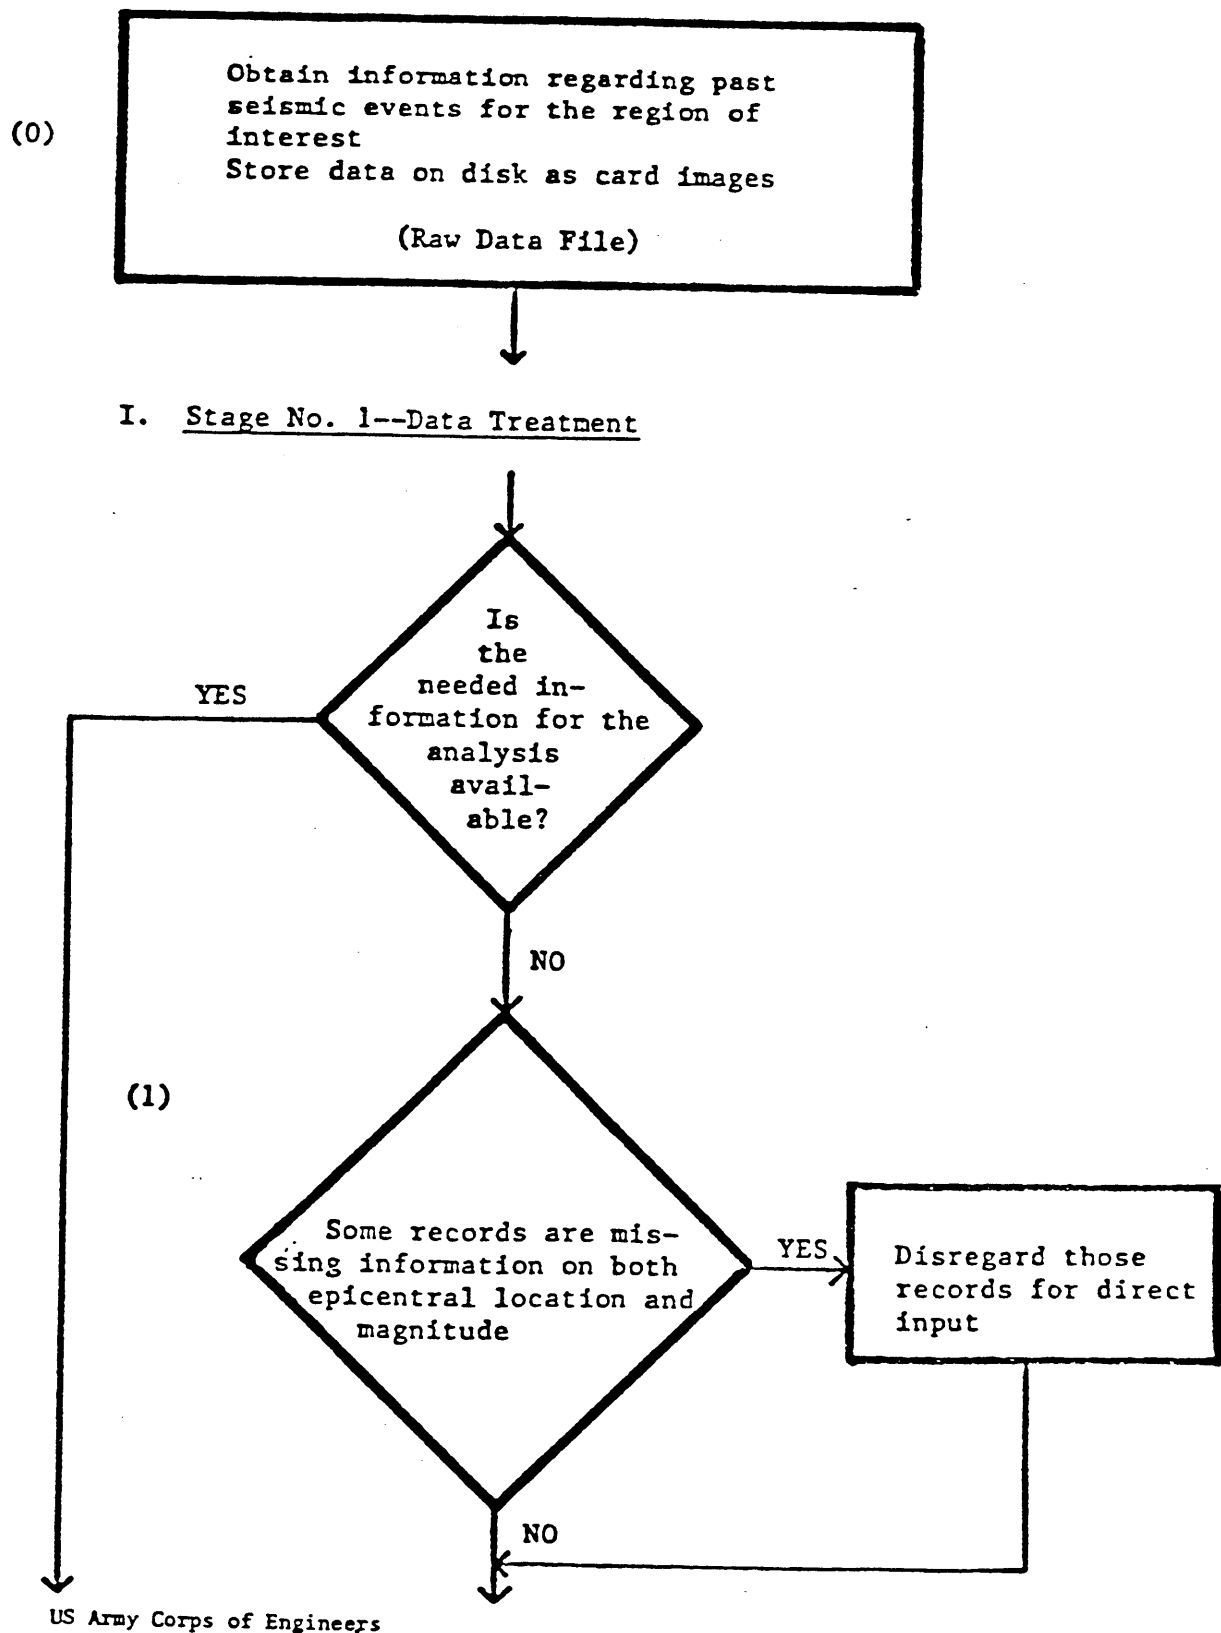 Obtain information regarding past
seismic events for the region of
interest
Store data on disk as card images
(Raw Data File)
(0)
I. Stage No. 1--Data Treatment
Is
the
needed in-
formation for the
analysis
avail-
able?
YES
NO
(1)
Some records are mis-
sing information on both
epicentral location and
magnitude
YES
Disregard those
records for direct
input
NO
US Army Corps of Engineers